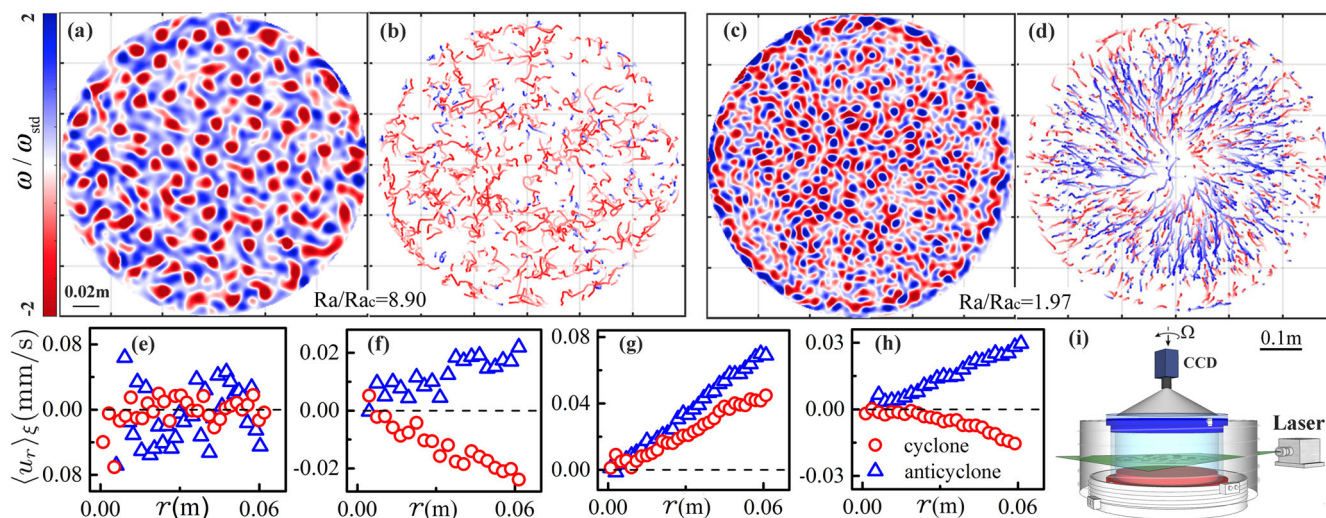 2
(a)
(b)
(c)
(d)
ω / ω_std
0.02m
Ra/Ra_c=8.90
Ra/Ra_c=1.97
-2
(e)
(f)
(g)
(h)
(i)
⟨u_r⟩_ξ (mm/s)
0.08
0.00
0.08
0.02
0.00
-0.02
0.08
0.04
0.00
0.03
0.00
-0.03
cyclone
anticyclone
Ω
CCD
0.1m
Laser
0.00 r(m) 0.06
0.00 r(m) 0.06
0.00 r(m) 0.06
0.00 r(m) 0.06